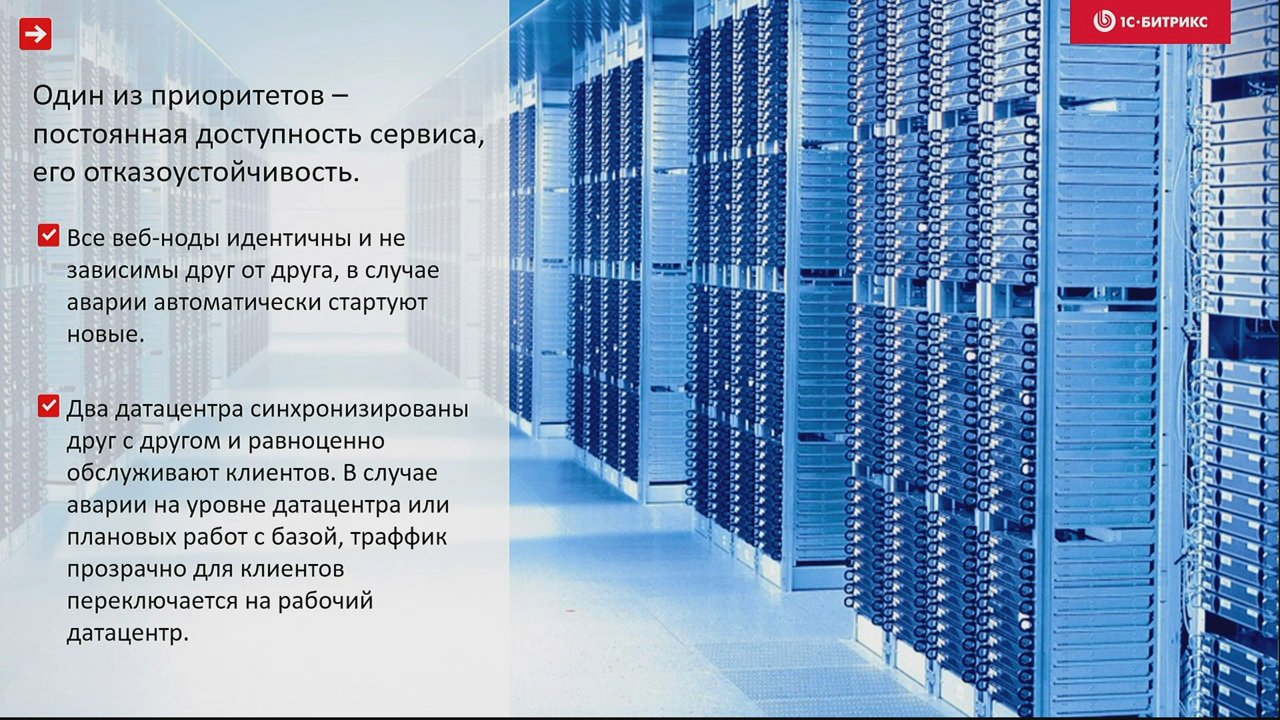 1С-БИТРИКС
Один из приоритетов –
постоянная доступность сервиса,
его отказоустойчивость.
Все веб-ноды идентичны и не
зависимы друг от друга, в случае
аварии автоматически стартуют
новые.
Два датацентра синхронизированы
друг с другом и равноценно
обслуживают клиентов. В случае
аварии на уровне датацентра или
плановых работ с базой, траффик
прозрачно для клиентов
переключается на рабочий
датацентр.